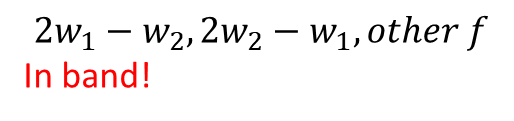 2w₁ − w₂, 2w₂ − w₁, other f
In band!